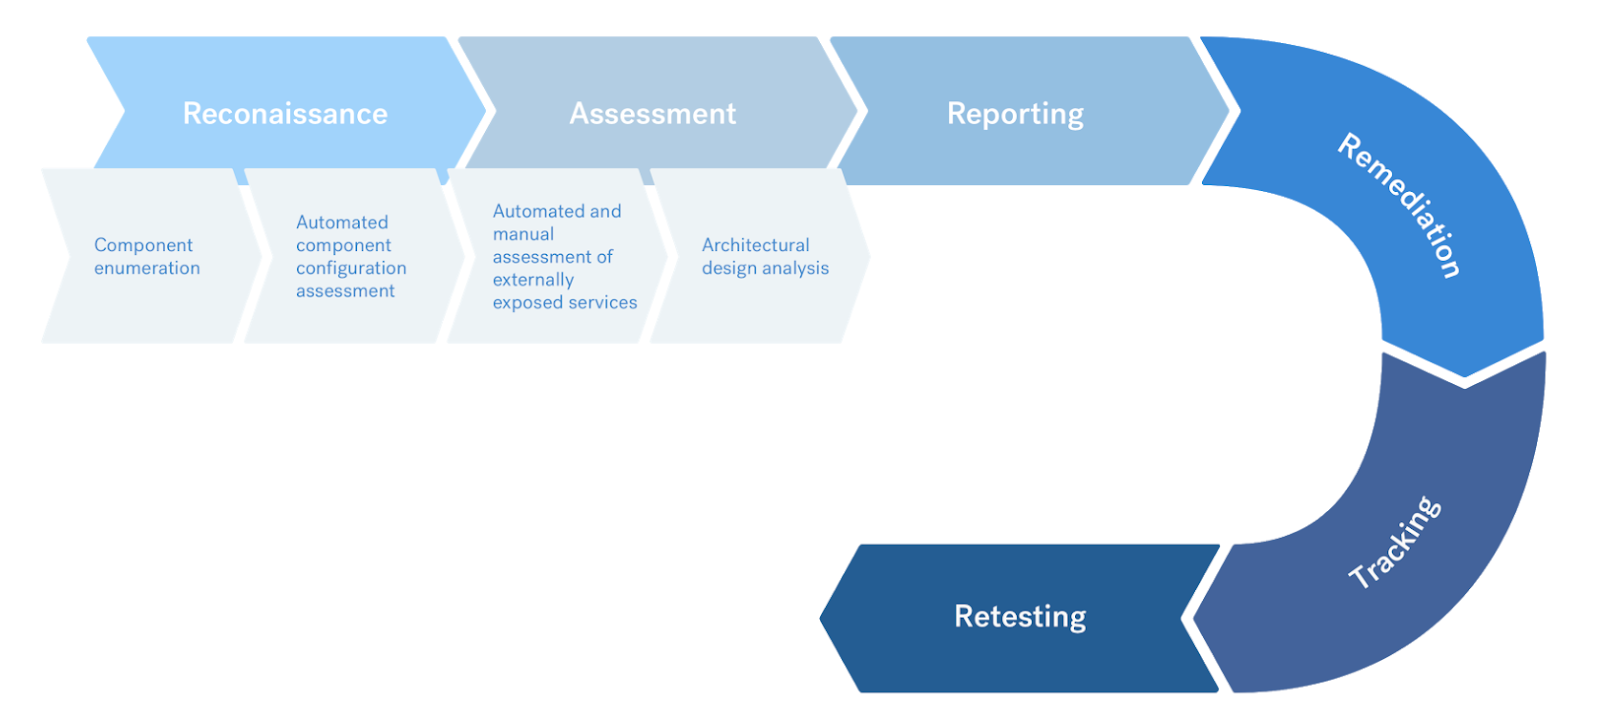 Reconaissance
Assessment
Reporting
Remediation
Component
enumeration
Automated
component
configuration
assessment
Automated and
manual
assessment of
externally
exposed services
Architectural
design analysis
Tracking
Retesting